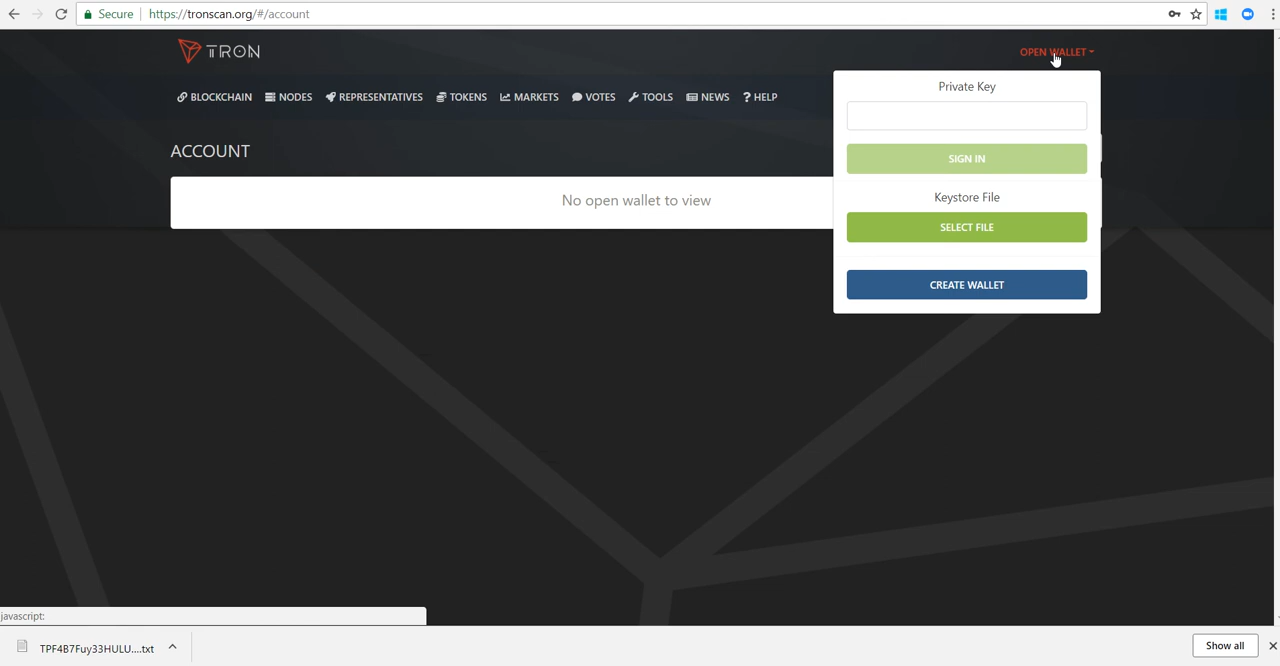 Secure https://tronscan.org/#/account
TRON
OPEN WALLET
BLOCKCHAIN NODES REPRESENTATIVES TOKENS MARKETS VOTES TOOLS NEWS ? HELP
Private Key
ACCOUNT
SIGN IN
No open wallet to view
Keystore File
SELECT FILE
CREATE WALLET
javascript:
TPF4B7Fuy33HULU....txt
Show all